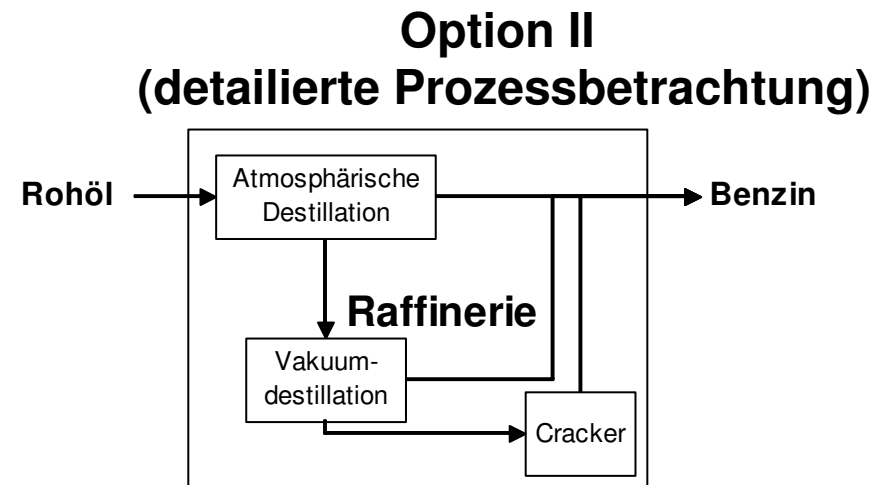 Option II
(detailierte Prozessbetrachtung)
Rohöl
Atmosphärische
Destillation
Benzin
Raffinerie
Vakuum-
destillation
Cracker